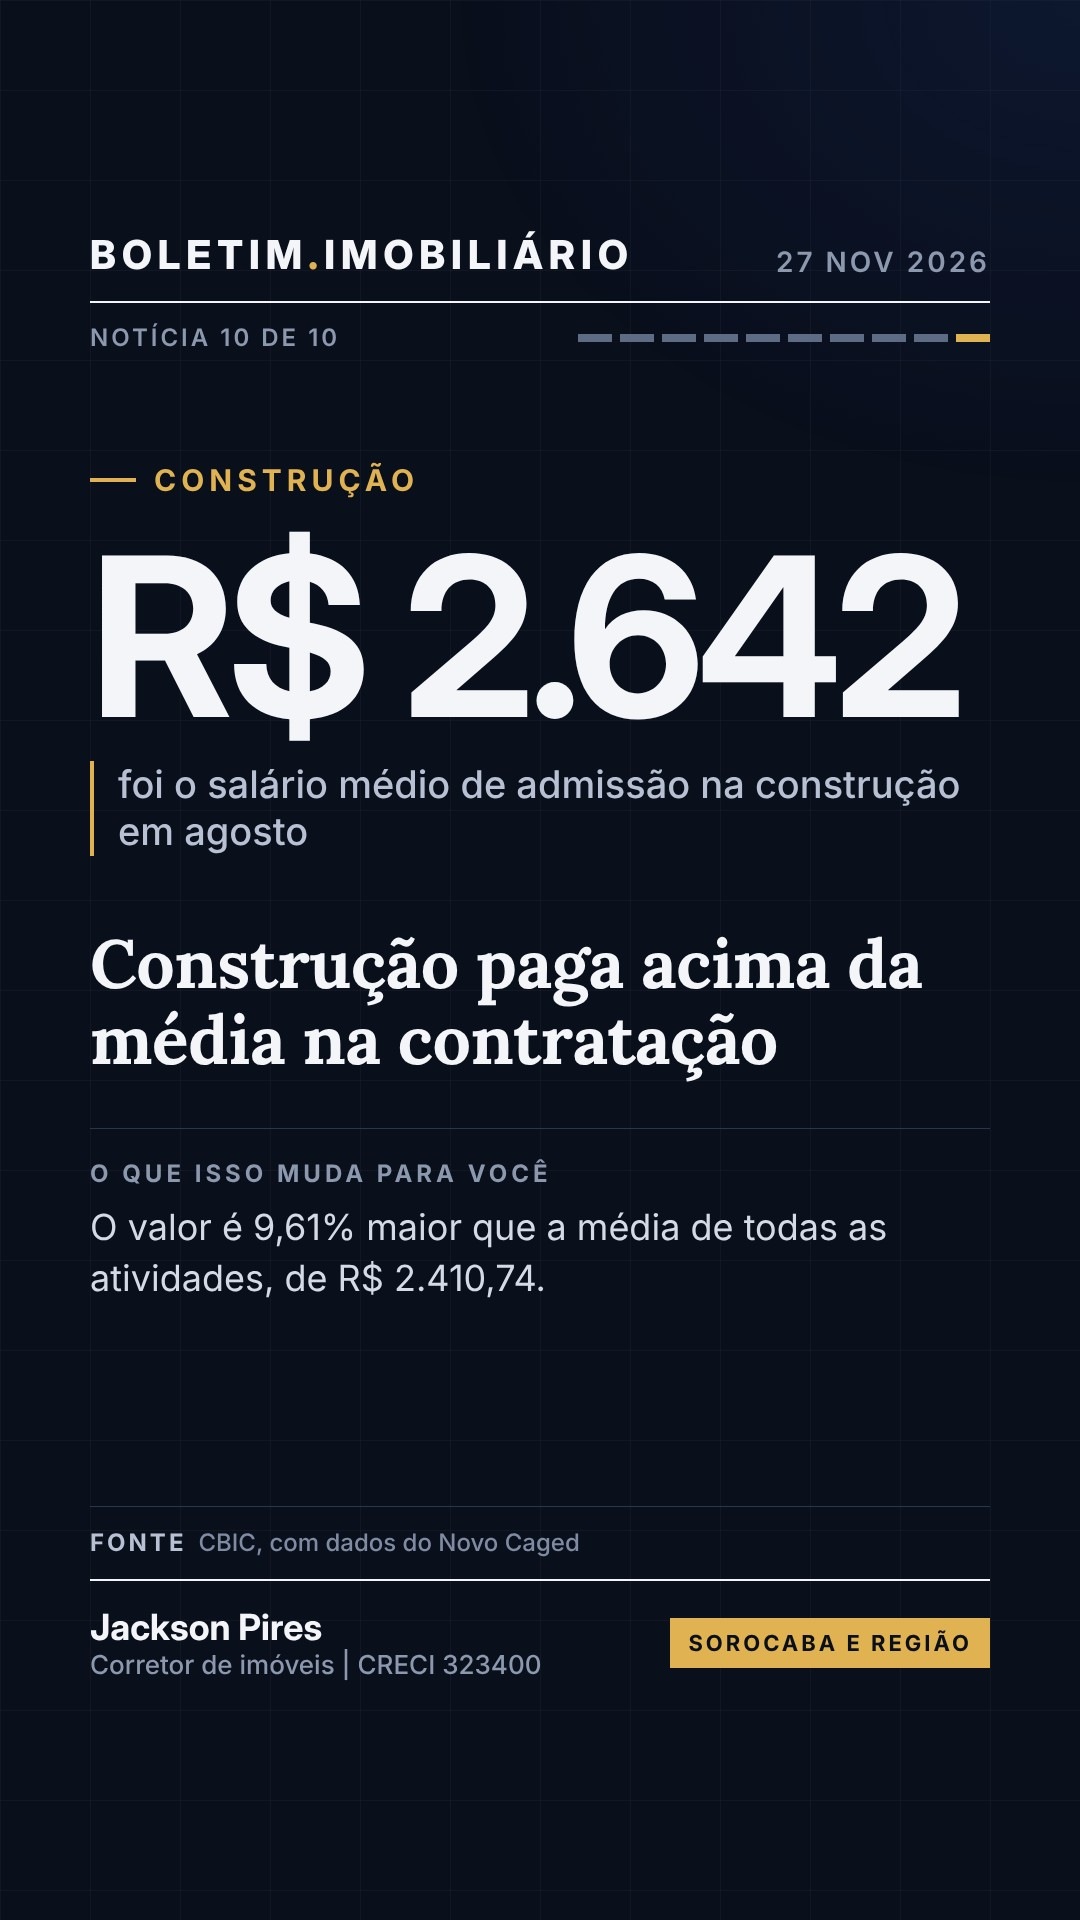 BOLETIM.IMOBILIÁRIO
27 NOV 2026
NOTÍCIA 10 DE 10
CONSTRUÇÃO
R$ 2.642
foi o salário médio de admissão na construção
em agosto
Construção paga acima da
média na contratação
O QUE ISSO MUDA PARA VOCÊ
O valor é 9,61% maior que a média de todas as
atividades, de R$ 2.410,74.
FONTE CBIC, com dados do Novo Caged
Jackson Pires
Corretor de imóveis | CRECI 323400
SOROCABA E REGIÃO